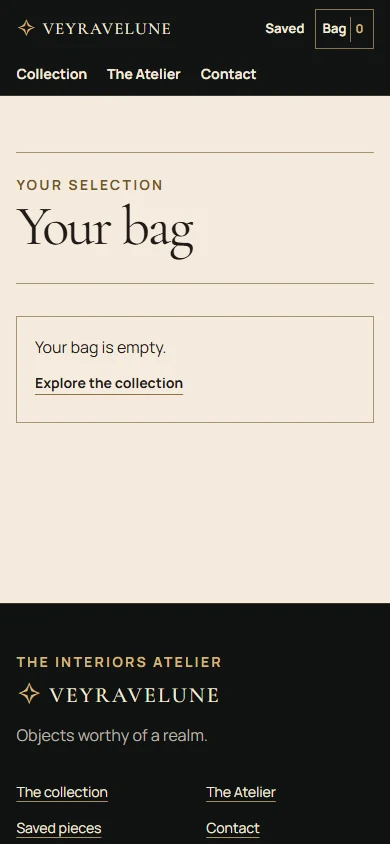 VEYRAVELUNE
Saved
Bag 0
Collection The Atelier Contact
YOUR SELECTION
Your bag
Your bag is empty.
Explore the collection
THE INTERIORS ATELIER
VEYRAVELUNE
Objects worthy of a realm.
The collection The Atelier
Saved pieces Contact